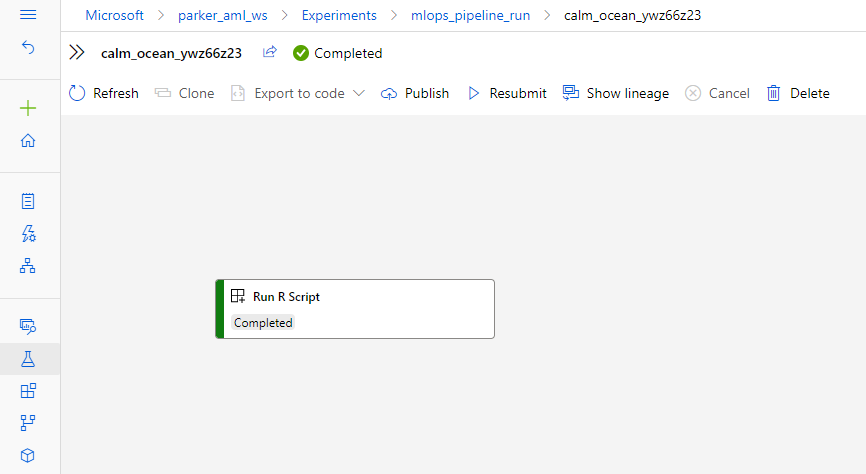 Microsoft > parker_aml_ws > Experiments > mlops_pipeline_run > calm_ocean_ywz66z23
calm_ocean_ywz66z23 Completed
Refresh Clone Export to code Publish Resubmit Show lineage Cancel Delete
Run R Script
Completed